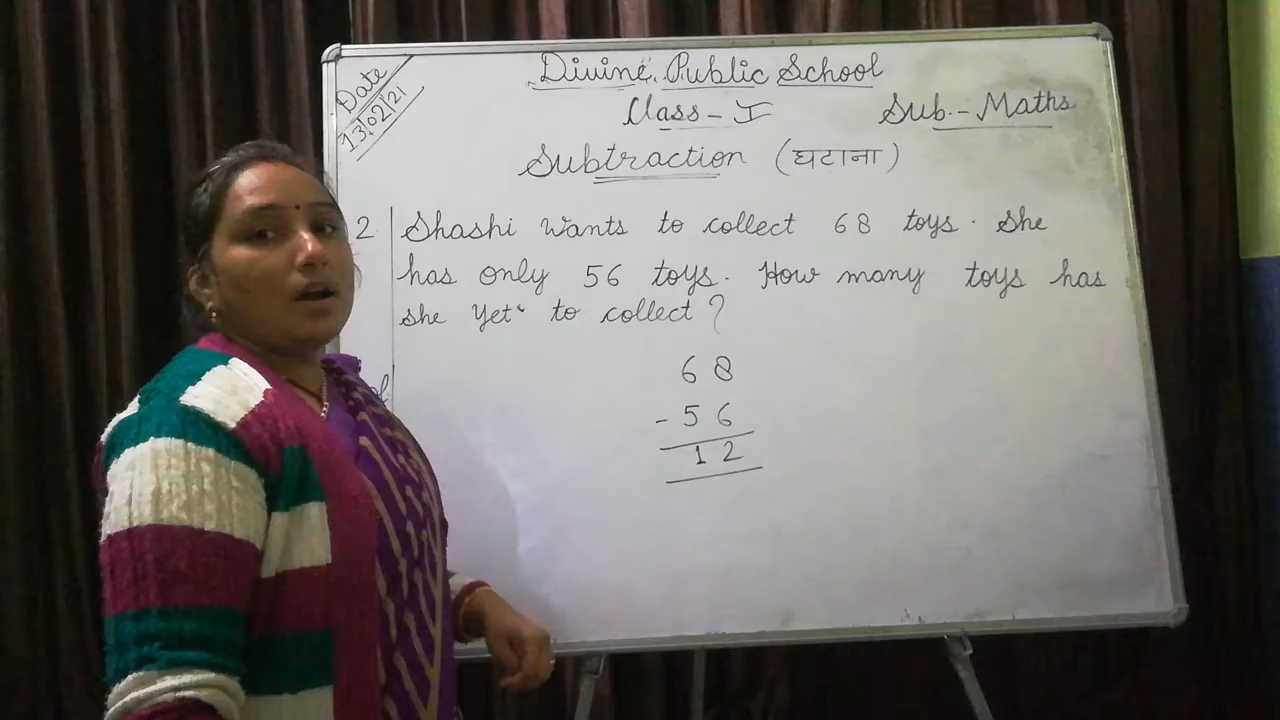 Date
13/02/21
Divine Public School
Class - I
Sub. - Maths
Subtraction (घटाना)
2 Shashi wants to collect 68 toys. She
has only 56 toys. How many toys has
she yet to collect?
68
- 56
12